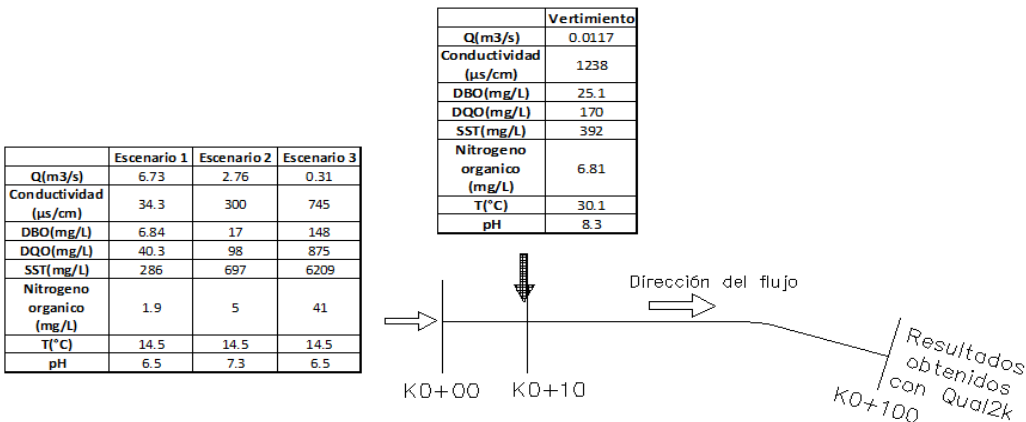 Vertimiento
Q(m3/s) 0.0117
Conductividad
(µs/cm) 1238
DBO(mg/L) 25.1
DQO(mg/L) 170
SST(mg/L) 392
Nitrogeno
organico
(mg/L) 6.81
T(°C) 30.1
pH 8.3
Escenario 1 Escenario 2 Escenario 3
Q(m3/s) 6.73 2.76 0.31
Conductividad
(µs/cm) 34.3 300 745
DBO(mg/L) 6.84 17 148
DQO(mg/L) 40.3 98 875
SST(mg/L) 286 697 6209
Nitrogeno
organico
(mg/L) 1.9 5 41
T(°C) 14.5 14.5 14.5
pH 6.5 7.3 6.5
Dirección del flujo
K0+00 K0+10
Resultados
obtenidos
con Qual2k
K0+100